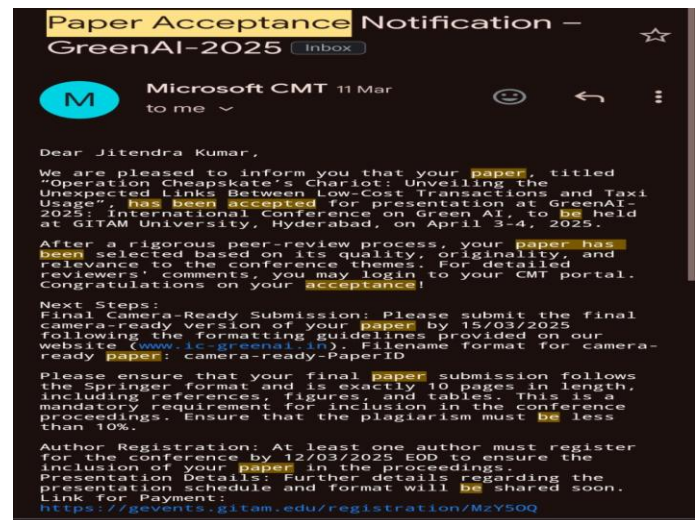 Paper Acceptance Notification –
GreenAI-2025 Inbox
M
Microsoft CMT 11 Mar
to me
Dear Jitendra Kumar,
We are pleased to inform you that your paper, titled
"Operation Cheapskate's Chariot: Unveiling the
Unexpected Links Between Low-Cost Transactions and Taxi
Usage", has been accepted for presentation at GreenAI-
2025: International Conference on Green AI, to be held
at GITAM University, Hyderabad, on April 3-4, 2025.
After a rigorous peer-review process, your paper has
been selected based on its quality, originality, and
relevance to the conference themes. For detailed
reviewers' comments, you may login to your CMT portal.
Congratulations on your acceptance!
Next Steps:
Final Camera-Ready Submission: Please submit the final
camera-ready version of your paper by 15/03/2025
following the formatting guidelines provided on our
website (www.ic-greenai.in). Filename format for camera-
ready paper: camera-ready-PaperID
Please ensure that your final paper submission follows
the Springer format and is exactly 10 pages in length,
including references, figures, and tables. This is a
mandatory requirement for inclusion in the conference
proceedings. Ensure that the plagiarism must be less
than 10%.
Author Registration: At least one author must register
for the conference by 12/03/2025 EOD to ensure the
inclusion of your paper in the proceedings.
Presentation Details: Further details regarding the
presentation schedule and format will be shared soon.
Link for Payment:
https://gevents.gitam.edu/registration/MzY5OQ